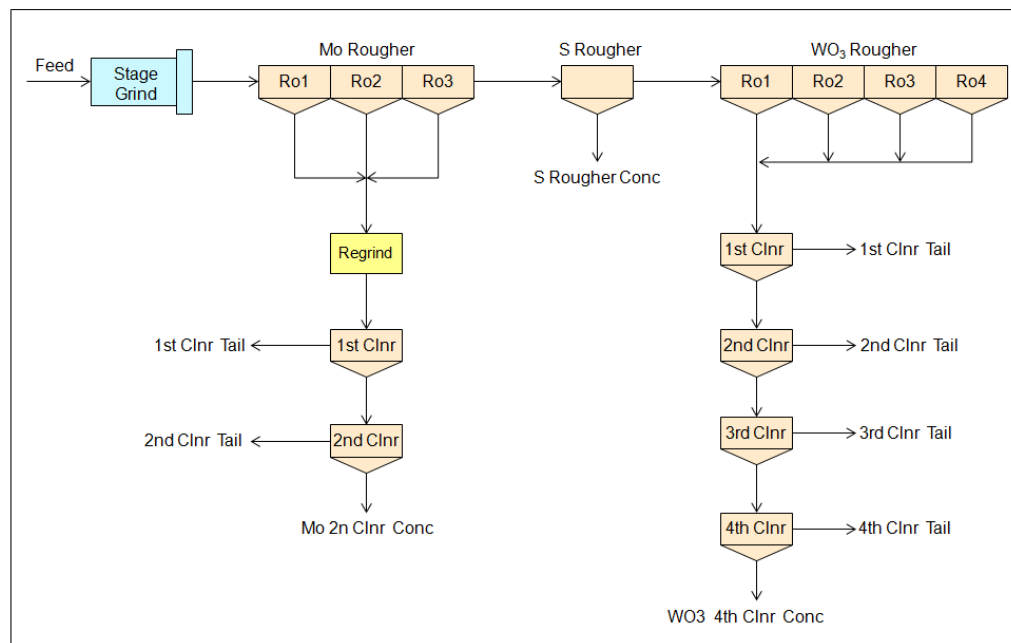 Mo Rougher
S Rougher
WO₃ Rougher
Feed
Stage
Grind
Ro1
Ro2
Ro3
Ro1
Ro2
Ro3
Ro4
S Rougher Conc
Regrind
1st Clnr
1st Clnr Tail
1st Clnr Tail
1st Clnr
2nd Clnr
2nd Clnr Tail
2nd Clnr Tail
2nd Clnr
3rd Clnr
3rd Clnr Tail
Mo 2n Clnr Conc
4th Clnr
4th Clnr Tail
WO3 4th Clnr Conc